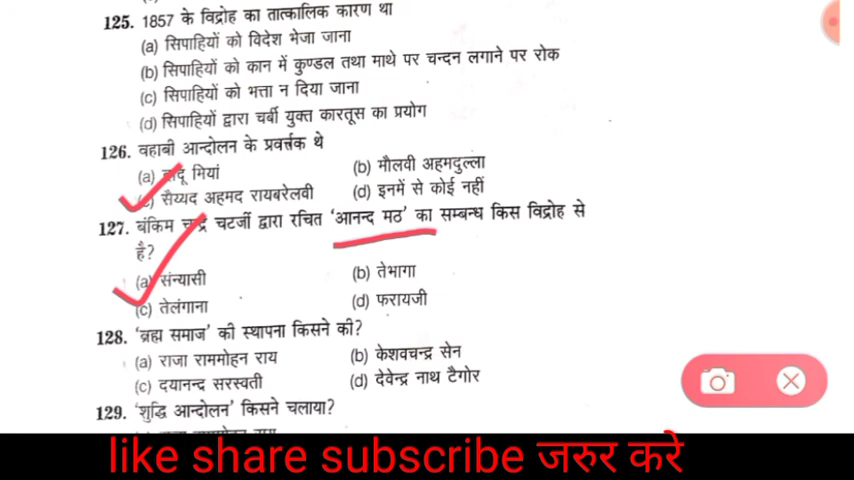 125. 1857 के विद्रोह का तात्कालिक कारण था
(a) सिपाहियों को विदेश भेजा जाना
(b) सिपाहियों को कान में कुण्डल तथा माथे पर चन्दन लगाने पर रोक
(c) सिपाहियों को भत्ता न दिया जाना
(d) सिपाहियों द्वारा चर्बी युक्त कारतूस का प्रयोग
126. वहाबी आन्दोलन के प्रवर्त्तक थे
(a) मियां (b) मौलवी अहमदुल्ला
सैय्यद अहमद रायबरेलवी (d) इनमें से कोई नहीं
127. बंकिम चन्द्र चटर्जी द्वारा रचित 'आनन्द मठ' का सम्बन्ध किस विद्रोह से
है?
(a) संन्यासी (b) तेभागा
(c) तेलंगाना (d) फरायजी
128. 'ब्रह्म समाज' की स्थापना किसने की?
(a) राजा राममोहन राय (b) केशवचन्द्र सेन
(c) दयानन्द सरस्वती (d) देवेन्द्र नाथ टैगोर
129. 'शुद्धि आन्दोलन' किसने चलाया?
like share subscribe जरुर करे